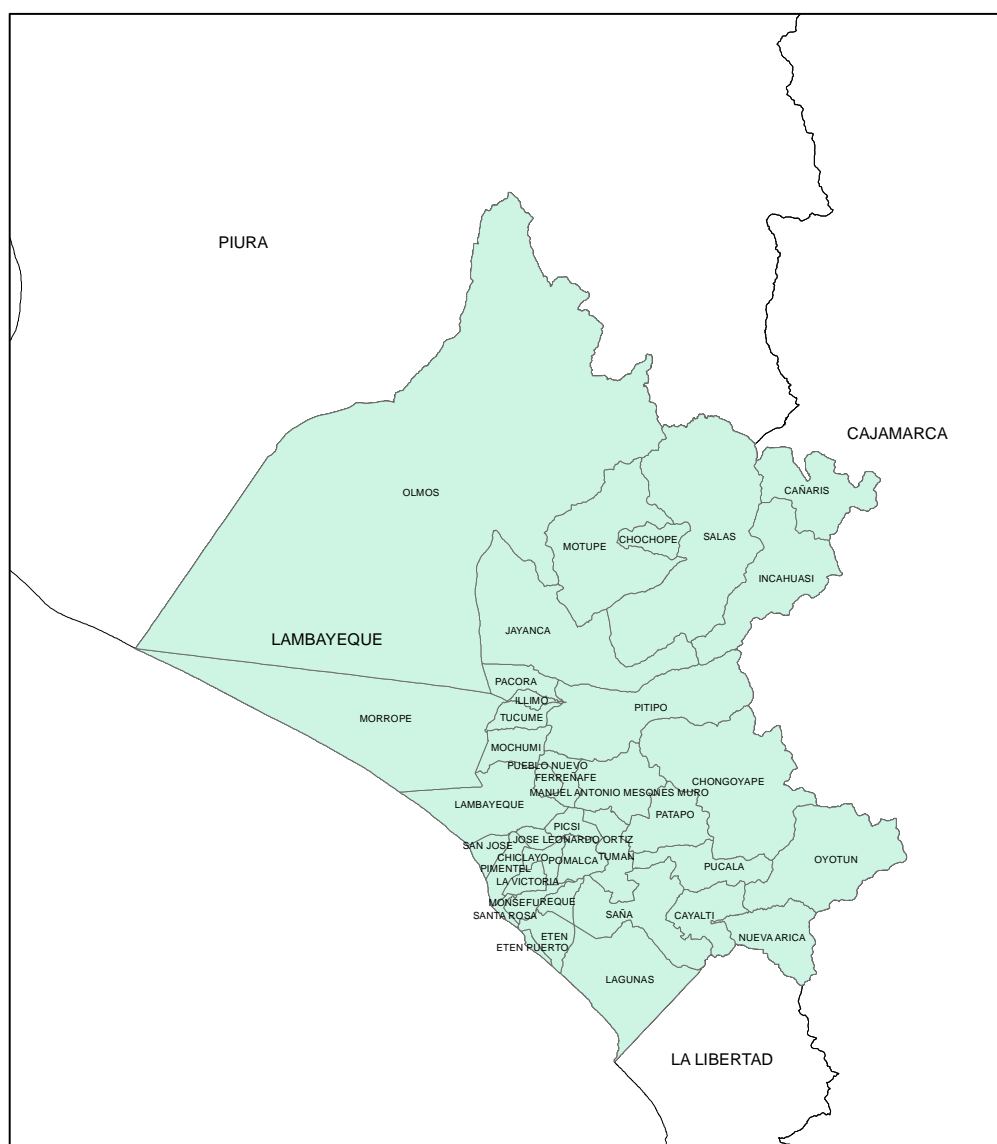 PIURA
CAJAMARCA
CAÑARIS
OLMOS
CHOCHOPE
SALAS
MOTUPE
INCAHUASI
JAYANCA
LAMBAYEQUE
PACORA
ILLIMO
PITIPO
MORROPE
TUCUME
MOCHUMI
PUEBLO NUEVO
FERREÑAFE
CHONGOYAPE
MANUEL ANTONIO MESONES MURO
LAMBAYEQUE
PATAPO
PICSI
JOSE LEONARDO ORTIZ
SAN JOSE
CHICLAYO
POMALCA
TUMAN
OYOTUN
PIMENTEL
PUCALA
LA VICTORIA
MONSEFU
REQUE
SANTA ROSA
SAÑA
CAYALTI
ETEN
NUEVA ARICA
ETEN PUERTO
LAGUNAS
LA LIBERTAD